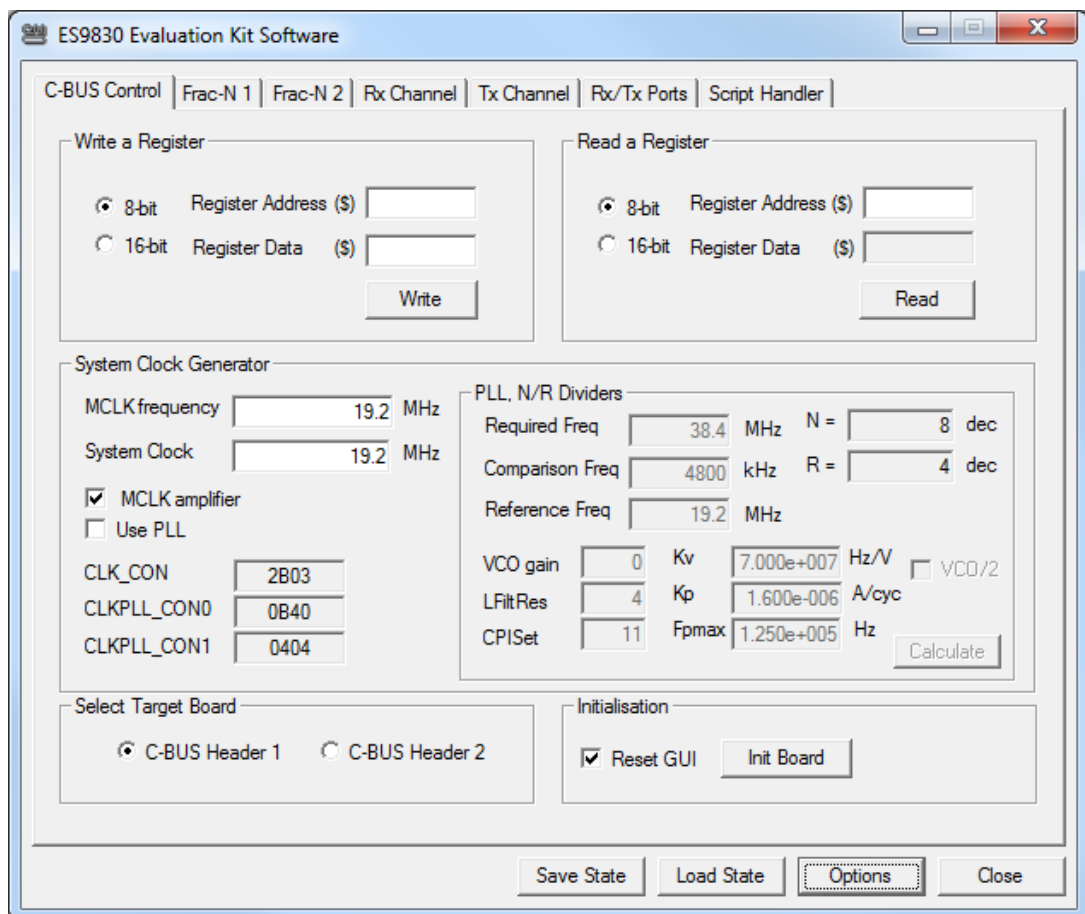 ES9830 Evaluation Kit Software
C-BUS Control Frac-N 1 Frac-N 2 Rx Channel Tx Channel Rx/Tx Ports Script Handler
Write a Register
8-bit Register Address ($)
16-bit Register Data ($)
Write
Read a Register
8-bit Register Address ($)
16-bit Register Data ($)
Read
System Clock Generator
MCLK frequency 19.2 MHz
System Clock 19.2 MHz
MCLK amplifier
Use PLL
CLK_CON 2B03
CLKPLL_CON0 0B40
CLKPLL_CON1 0404
PLL, N/R Dividers
Required Freq 38.4 MHz N = 8 dec
Comparison Freq 4800 kHz R = 4 dec
Reference Freq 19.2 MHz
VCO gain 0 Kv 7.000e+007 Hz/V VCO/2
LFiltRes 4 Kp 1.600e-006 A/cyc
CPISet 11 Fpmax 1.250e+005 Hz
Calculate
Select Target Board
C-BUS Header 1 C-BUS Header 2
Initialisation
Reset GUI Init Board
Save State Load State Options Close